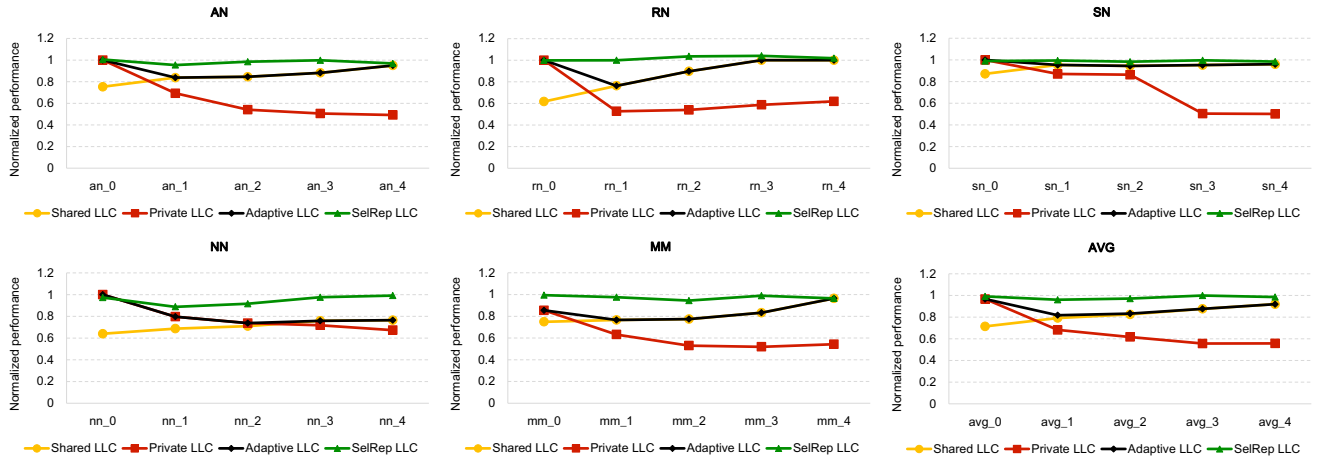 AN
Normalized performance
1.2
1
0.8
0.6
0.4
0.2
0
an_0 an_1 an_2 an_3 an_4
Shared LLC Private LLC Adaptive LLC SelRep LLC
RN
Normalized performance
1.2
1
0.8
0.6
0.4
0.2
0
rn_0 rn_1 rn_2 rn_3 rn_4
Shared LLC Private LLC Adaptive LLC SelRep LLC
SN
Normalized performance
1.2
1
0.8
0.6
0.4
0.2
0
sn_0 sn_1 sn_2 sn_3 sn_4
Shared LLC Private LLC Adaptive LLC SelRep LLC
NN
Normalized performance
1.2
1
0.8
0.6
0.4
0.2
0
nn_0 nn_1 nn_2 nn_3 nn_4
Shared LLC Private LLC Adaptive LLC SelRep LLC
MM
Normalized performance
1.2
1
0.8
0.6
0.4
0.2
0
mm_0 mm_1 mm_2 mm_3 mm_4
Shared LLC Private LLC Adaptive LLC SelRep LLC
AVG
Normalized performance
1.2
1
0.8
0.6
0.4
0.2
0
avg_0 avg_1 avg_2 avg_3 avg_4
Shared LLC Private LLC Adaptive LLC SelRep LLC